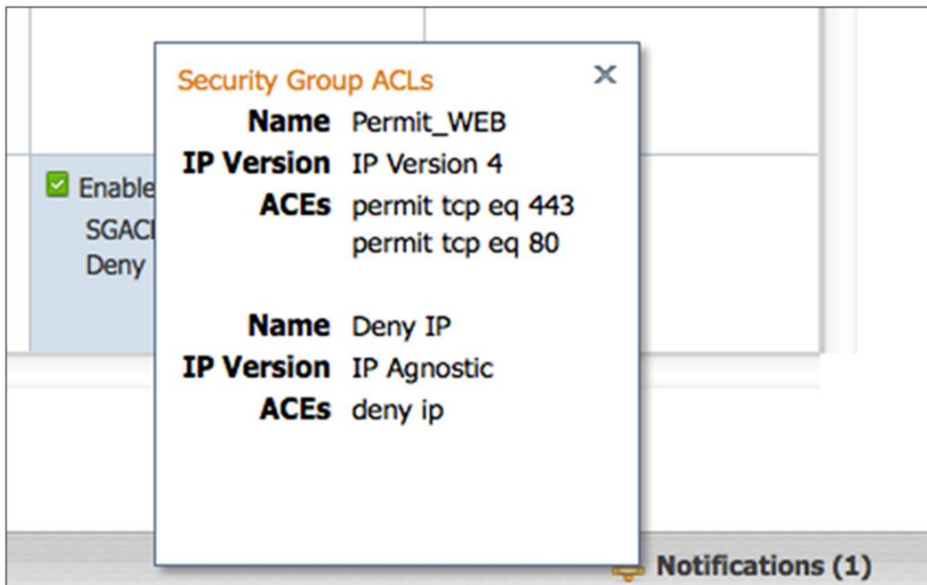 Security Group ACLs
Name Permit_WEB
IP Version IP Version 4
ACEs permit tcp eq 443
permit tcp eq 80
Name Deny IP
IP Version IP Agnostic
ACEs deny ip
Enable
Deny
Notifications (1)